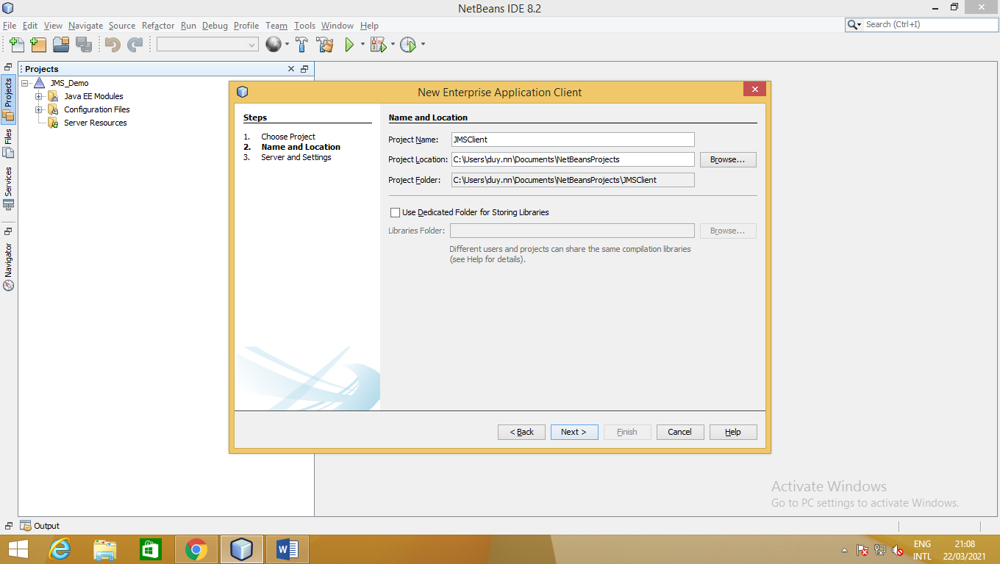 NetBeans IDE 8.2
File Edit View Navigate Source Refactor Run Debug Profile Team Tools Window Help
Search (Ctrl+I)
Projects
Files
Services
Navigator
Projects
JMS_Demo
Java EE Modules
Configuration Files
Server Resources
New Enterprise Application Client
Steps
1. Choose Project
2. Name and Location
3. Server and Settings
Name and Location
Project Name: JMSClient
Project Location: C:\Users\duy.nn\Documents\NetBeansProjects Browse...
Project Folder: C:\Users\duy.nn\Documents\NetBeansProjects\JMSClient
Use Dedicated Folder for Storing Libraries
Libraries Folder: Browse...
Different users and projects can share the same compilation libraries
(see Help for details).
< Back Next > Finish Cancel Help
Activate Windows
Go to PC settings to activate Windows.
Output
ENG
INTL
21:08
22/03/2021